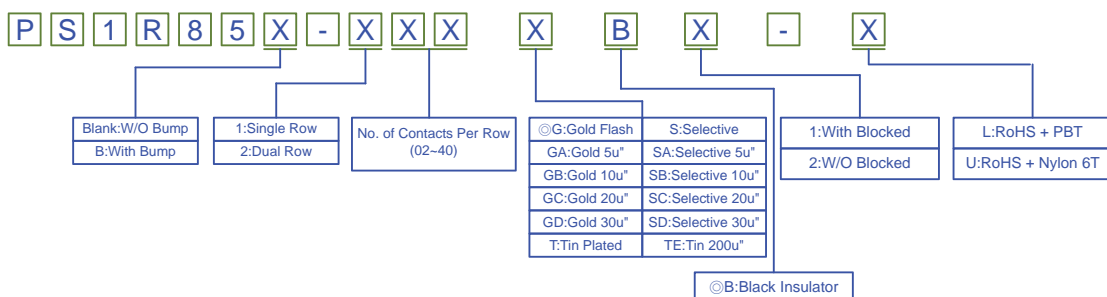 PS1R85X-XXX XBX-X
Blank:W/O Bump
B:With Bump
1:Single Row
2:Dual Row
No. of Contacts Per Row
(02~40)
◎G:Gold Flash
S:Selective
GA:Gold 5u"
SA:Selective 5u"
GB:Gold 10u"
SB:Selective 10u"
GC:Gold 20u"
SC:Selective 20u"
GD:Gold 30u"
SD:Selective 30u"
T:Tin Plated
TE:Tin 200u"
1:With Blocked
2:W/O Blocked
L:RoHS + PBT
U:RoHS + Nylon 6T
◎B:Black Insulator